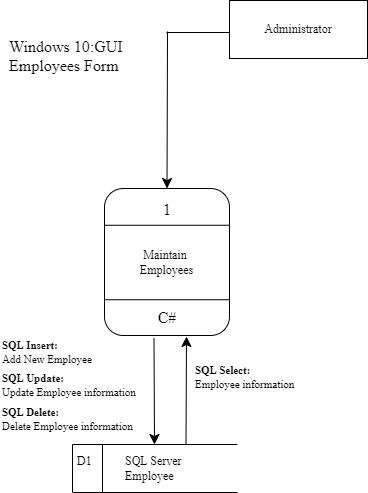 Administrator
Windows 10:GUI
Employees Form
1
Maintain
Employees
C#
SQL Insert:
Add New Employee
SQL Update:
Update Employee information
SQL Delete:
Delete Employee information
SQL Select:
Employee information
D1
SQL Server
Employee